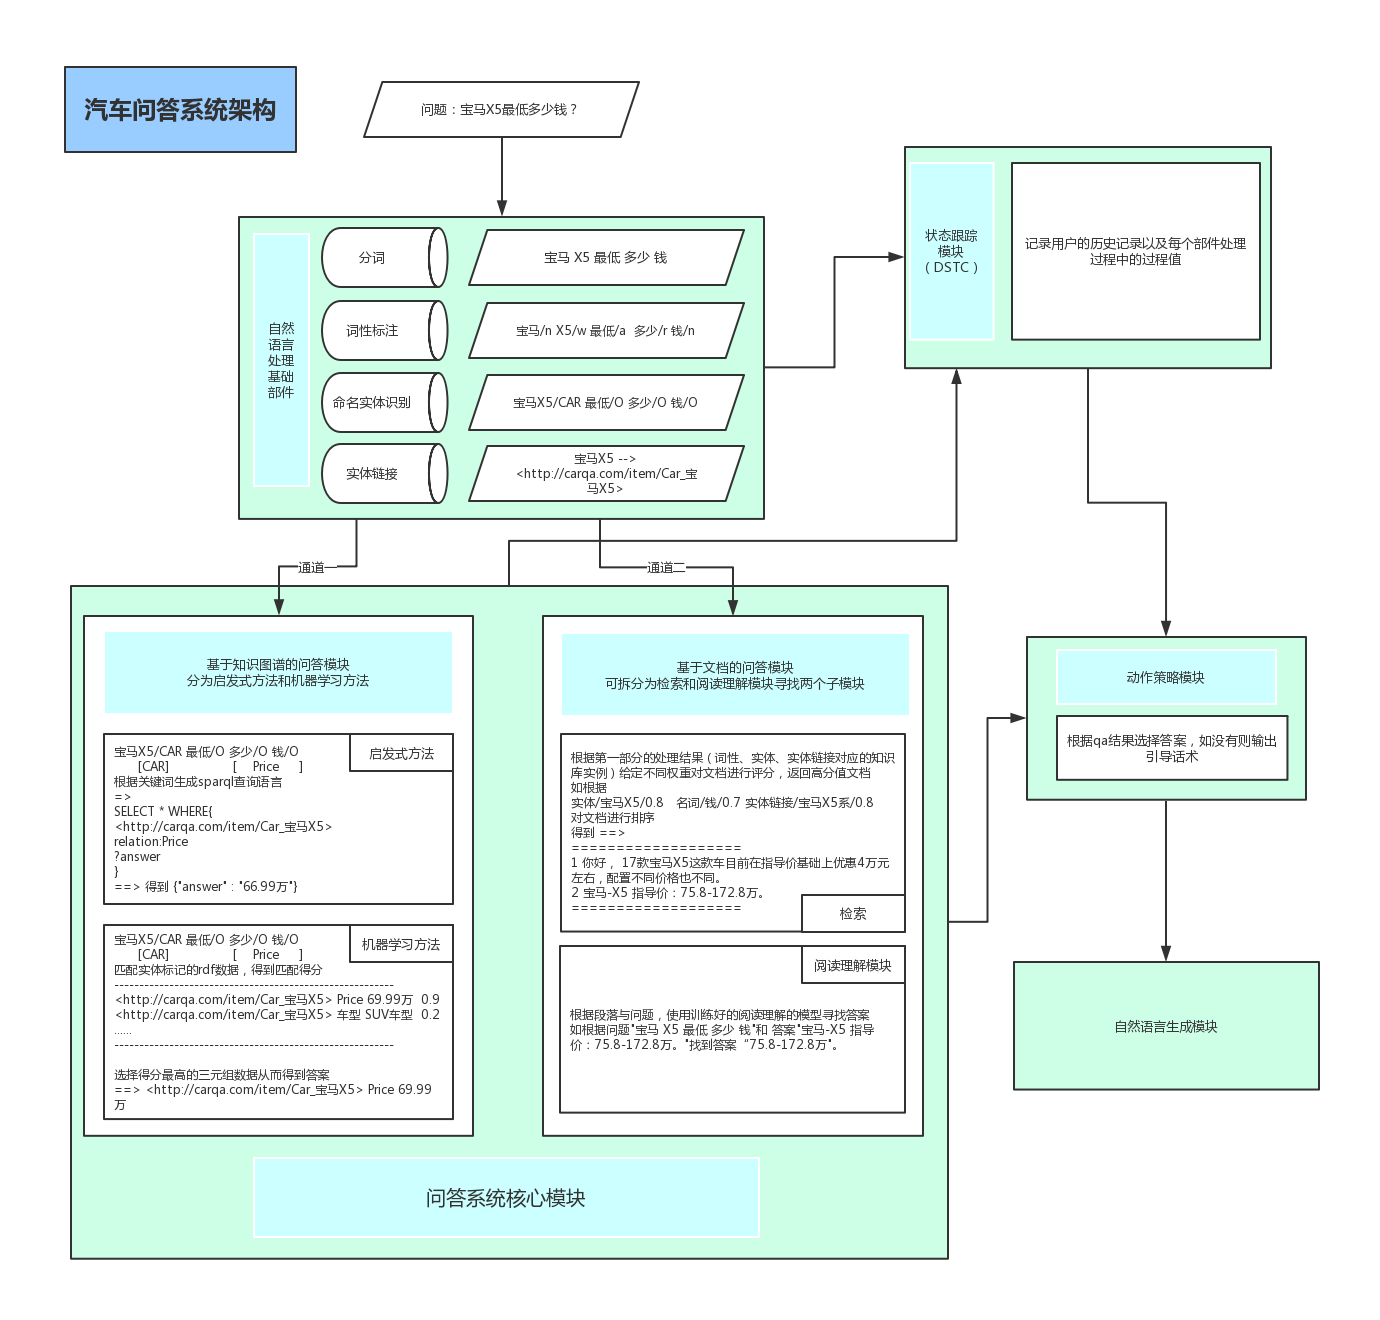 汽车问答系统架构
问题：宝马X5最低多少钱？
自然
语言
处理
基础
部件
分词
宝马 X5 最低 多少 钱
词性标注
宝马/n X5/w 最低/a 多少/r 钱/n
命名实体识别
宝马X5/CAR 最低/O 多少/O 钱/O
实体链接
宝马X5 -->
<http://carqa.com/item/Car_宝
马X5>
状态跟踪
模块
（DSTC）
记录用户的历史记录以及每个部件处理
过程中的过程值
通道一
通道二
基于知识图谱的问答模块
分为启发式方法和机器学习方法
启发式方法
宝马X5/CAR 最低/O 多少/O 钱/O
[CAR] [ Price ]
根据关键词生成sparql查询语言
=>
SELECT * WHERE{
<http://carqa.com/item/Car_宝马X5>
relation:Price
?answer
}
==> 得到 {"answer" : "66.99万"}
机器学习方法
宝马X5/CAR 最低/O 多少/O 钱/O
[CAR] [ Price ]
匹配实体标记的rdf数据，得到匹配得分
--------------------------------------------------------
<http://carqa.com/item/Car_宝马X5> Price 69.99万 0.9
<http://carqa.com/item/Car_宝马X5> 车型 SUV车型 0.2
......
--------------------------------------------------------
选择得分最高的三元组数据从而得到答案
==> <http://carqa.com/item/Car_宝马X5> Price 69.99
万
基于文档的问答模块
可拆分为检索和阅读理解模块寻找两个子模块
根据第一部分的处理结果（词性、实体、实体链接对应的知识
库实例）给定不同权重对文档进行评分，返回高分值文档
如根据
实体/宝马X5/0.8 名词/钱/0.7 实体链接/宝马X5系/0.8
对文档进行排序
得到 ==>
===================
1 你好， 17款宝马X5这款车目前在指导价基础上优惠4万元
左右，配置不同价格也不同。
2 宝马-X5 指导价：75.8-172.8万。
===================
检索
阅读理解模块
根据段落与问题，使用训练好的阅读理解的模型寻找答案
如根据问题"宝马 X5 最低 多少 钱"和 答案"宝马-X5 指导
价：75.8-172.8万。"找到答案“75.8-172.8万"。
问答系统核心模块
动作策略模块
根据qa结果选择答案，如没有则输出
引导话术
自然语言生成模块